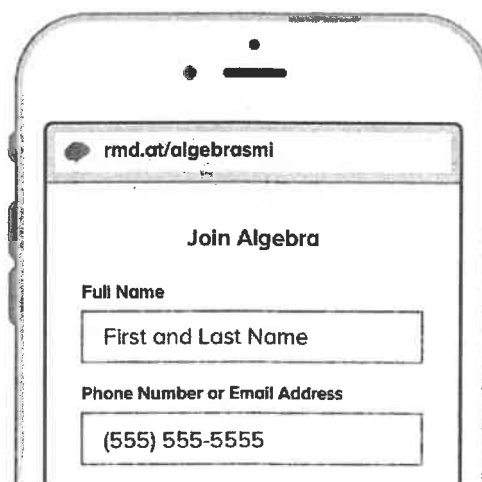 rmd.at/algebrasmi
Join Algebra
Full Name
First and Last Name
Phone Number or Email Address
(555) 555-5555